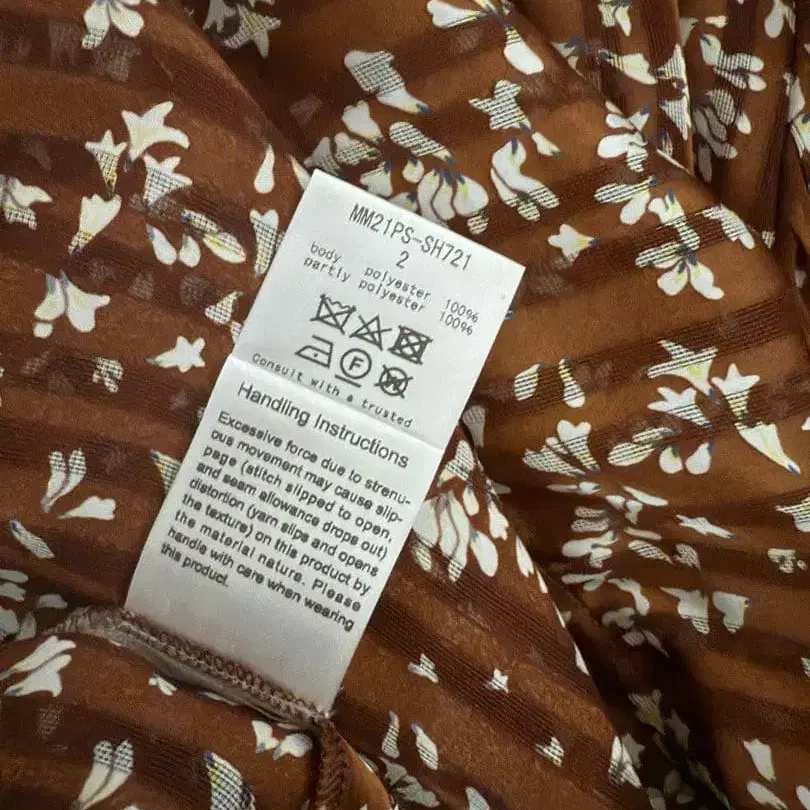 MM21PS-SH721
2
body polyester 100%
partly polyester 100%
F
Consult with a trusted
Handling Instructions
Excessive force due to strenu-
ous movement may cause slip-
page (stitch slipped to open,
and seam allowance drops out)
distortion (yarn slips and opens
the texture) on this product by
the material nature. Please
handle with care when wearing
this product.